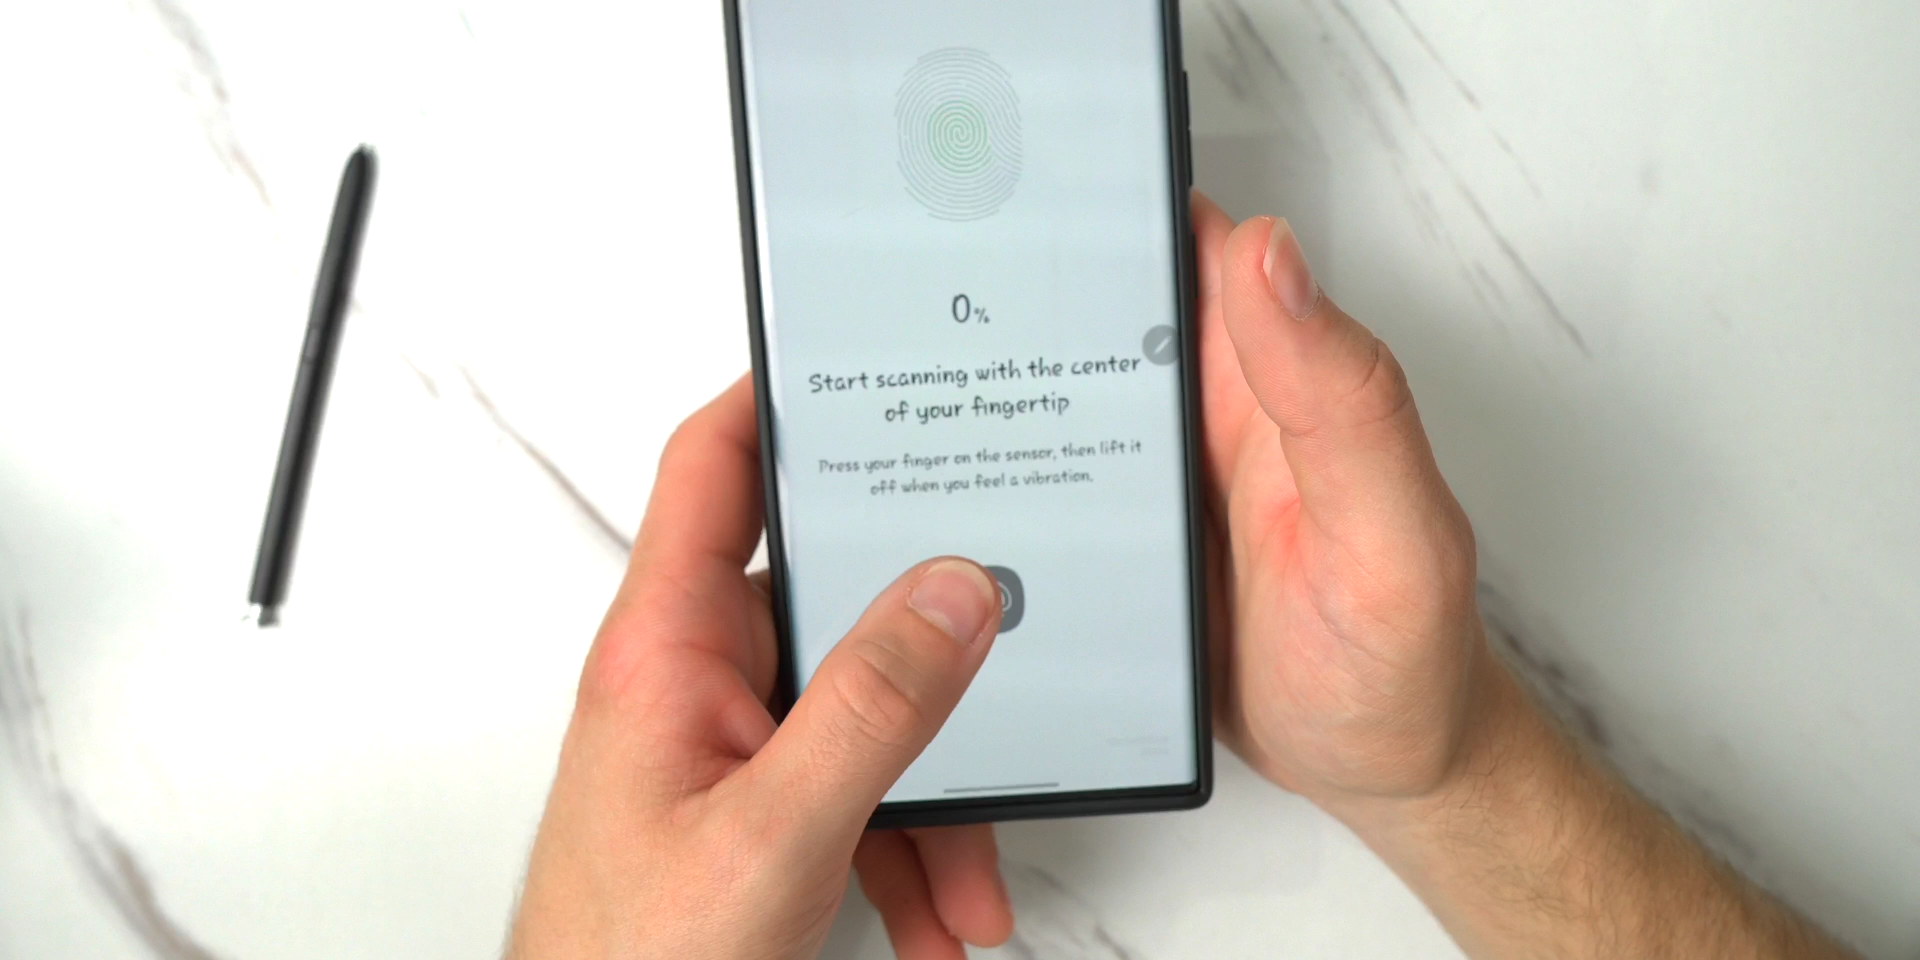 0%
Start scanning with the center
of your fingertip
Press your finger on the sensor, then lift it
off when you feel a vibration.